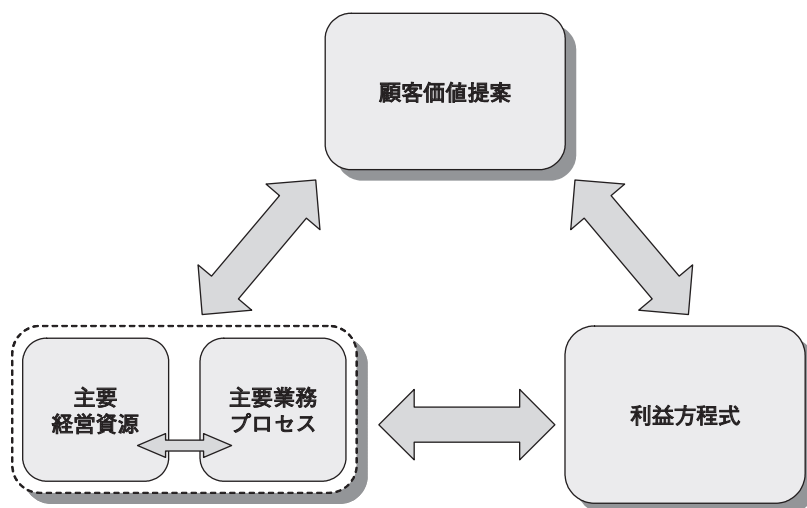 顧客価値提案
主要
経営資源
主要業務
プロセス
利益方程式